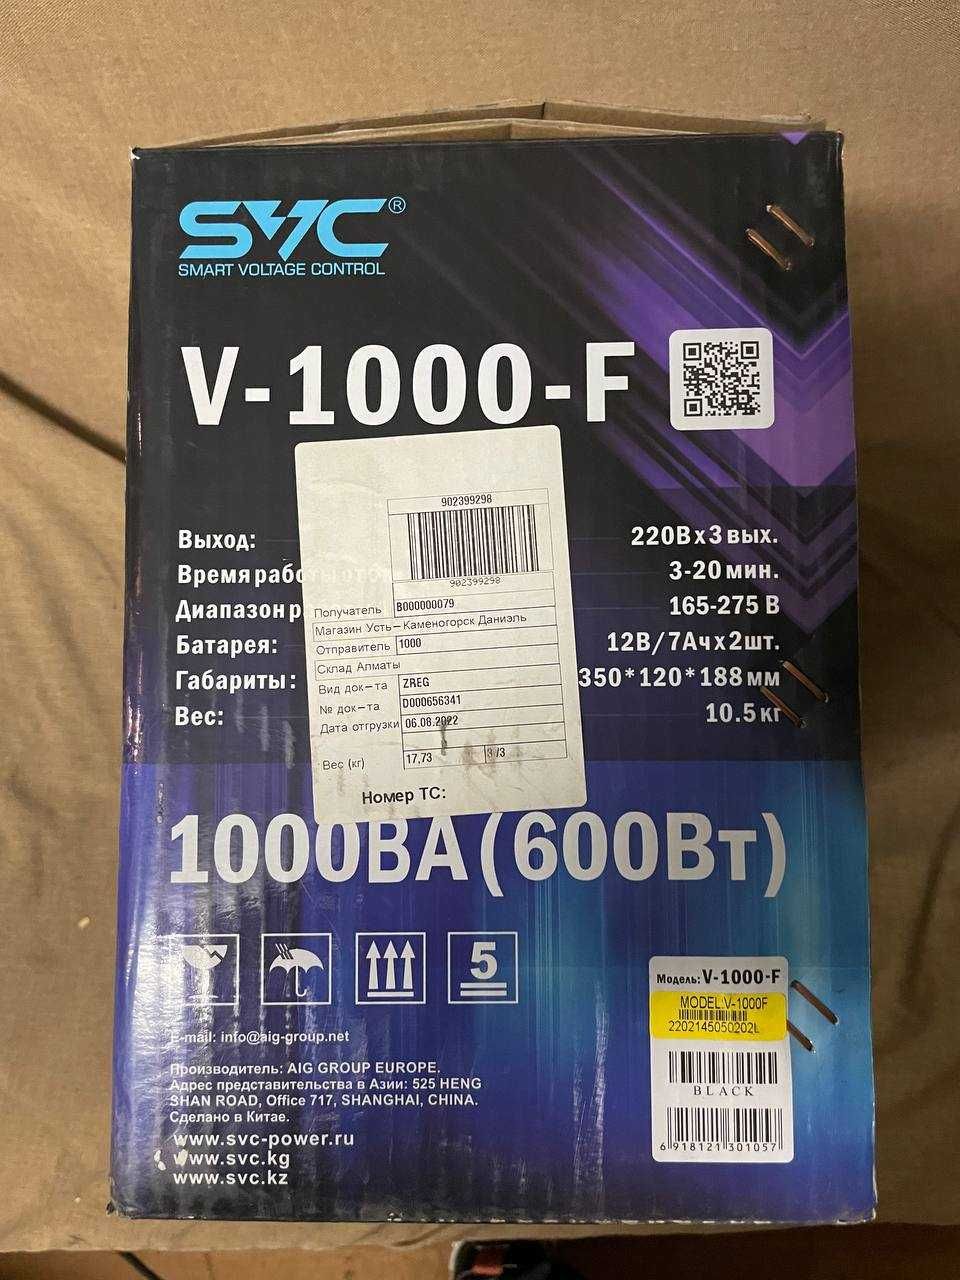 SVC®
SMART VOLTAGE CONTROL
V-1000-F
902399298
902399298
Выход: 220В x 3 вых.
Время работы от 3-20 мин.
Диапазон р 165-275 В
Батарея: 12В/7Ач x 2шт.
Габариты: 350*120*188 мм
Вес: 10.5 кг
Получатель B000000079
Магазин Усть-Каменогорск Даниэль
Отправитель 1000
Склад Алматы
Вид док-та ZREG
№ док-та D000656341
Дата отгрузки 06.08.2022
Вес (кг) 17,73 3/3
Номер ТС:
1000ВА(600Вт)
5
E-mail: info@aig-group.net
Производитель: AIG GROUP EUROPE.
Адрес представительства в Азии: 525 HENG
SHAN ROAD, Office 717, SHANGHAI, CHINA.
Сделано в Китае.
www.svc-power.ru
www.svc.kg
www.svc.kz
Модель: V-1000-F
MODEL:V-1000F
2202145050202L
BLACK
6918121301057